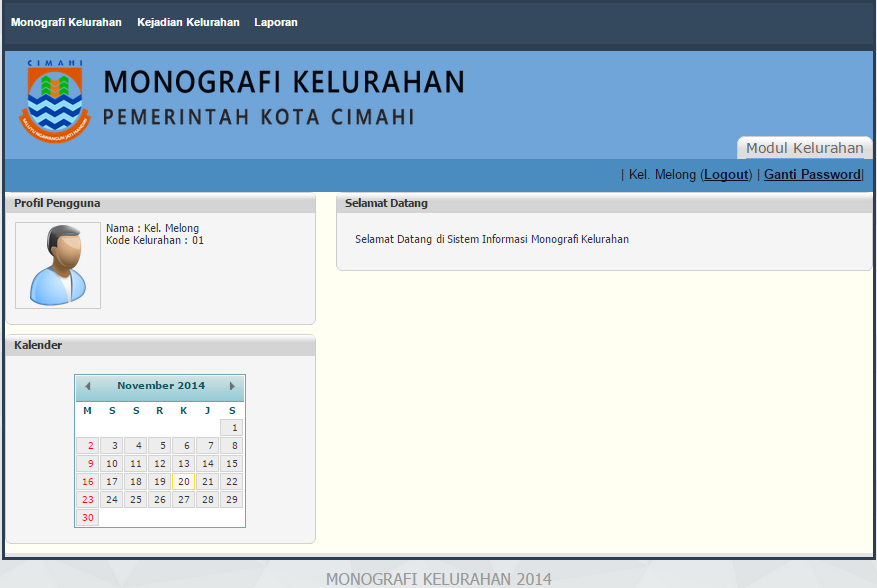 Monografi Kelurahan Kejadian Kelurahan Laporan
CIMAHI
MONOGRAFI KELURAHAN
PEMERINTAH KOTA CIMAHI
Modul Kelurahan
| Kel. Melong (Logout) | Ganti Password|
Profil Pengguna
Nama : Kel. Melong
Kode Kelurahan : 01
Selamat Datang
Selamat Datang di Sistem Informasi Monografi Kelurahan
Kalender
November 2014
M S S R K J S
1
2 3 4 5 6 7 8
9 10 11 12 13 14 15
16 17 18 19 20 21 22
23 24 25 26 27 28 29
30
MONOGRAFI KELURAHAN 2014